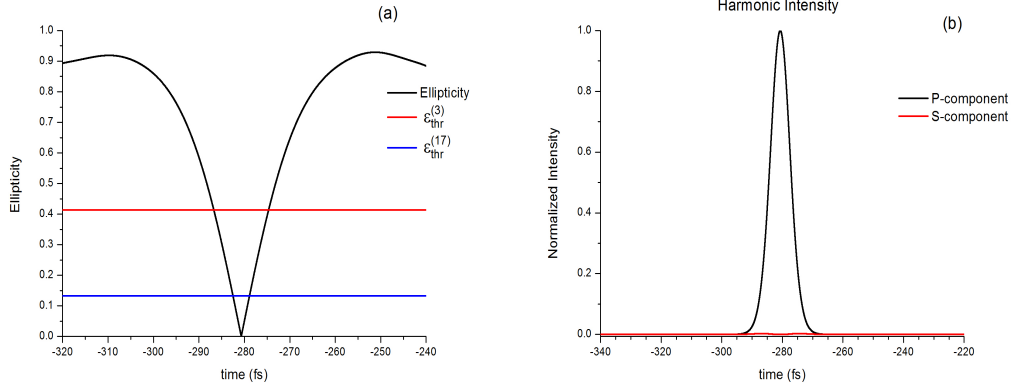 (a)
1.0
0.9
0.8
0.7
0.6
0.5
0.4
0.3
0.2
0.1
0.0
Ellipticity
-320 -310 -300 -290 -280 -270 -260 -250 -240
time (fs)
Ellipticity
ε_thr^(3)
ε_thr^(17)
Harmonic Intensity
(b)
1.0
0.8
0.6
0.4
0.2
0.0
Normalized Intensity
-340 -320 -300 -280 -260 -240 -220
time (fs)
P-component
S-component